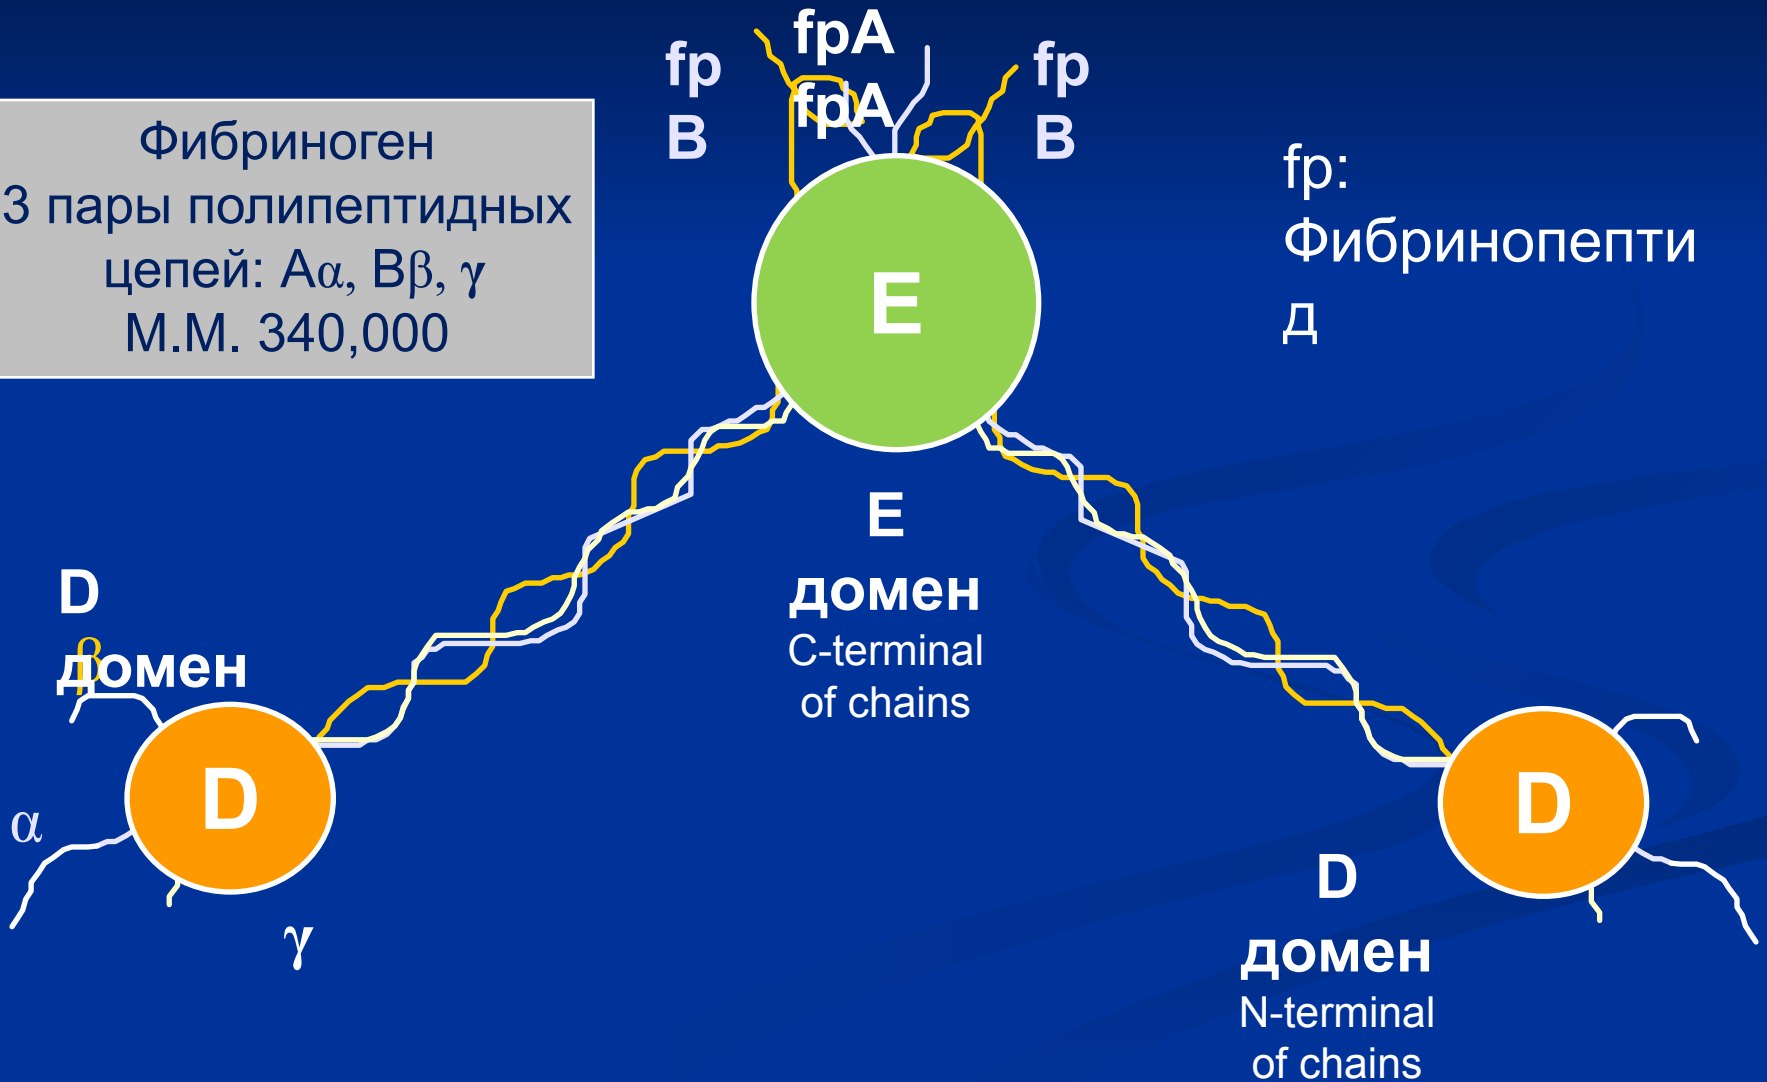 fpA
fp
B
fpA
fp
B
Фибриноген
3 пары полипептидных
цепей: Aα, Bβ, γ
М.М. 340,000
fp:
Фибринопепти
д
E
E
домен
C-terminal
of chains
D
β
домен
D
α
γ
D
D
домен
N-terminal
of chains